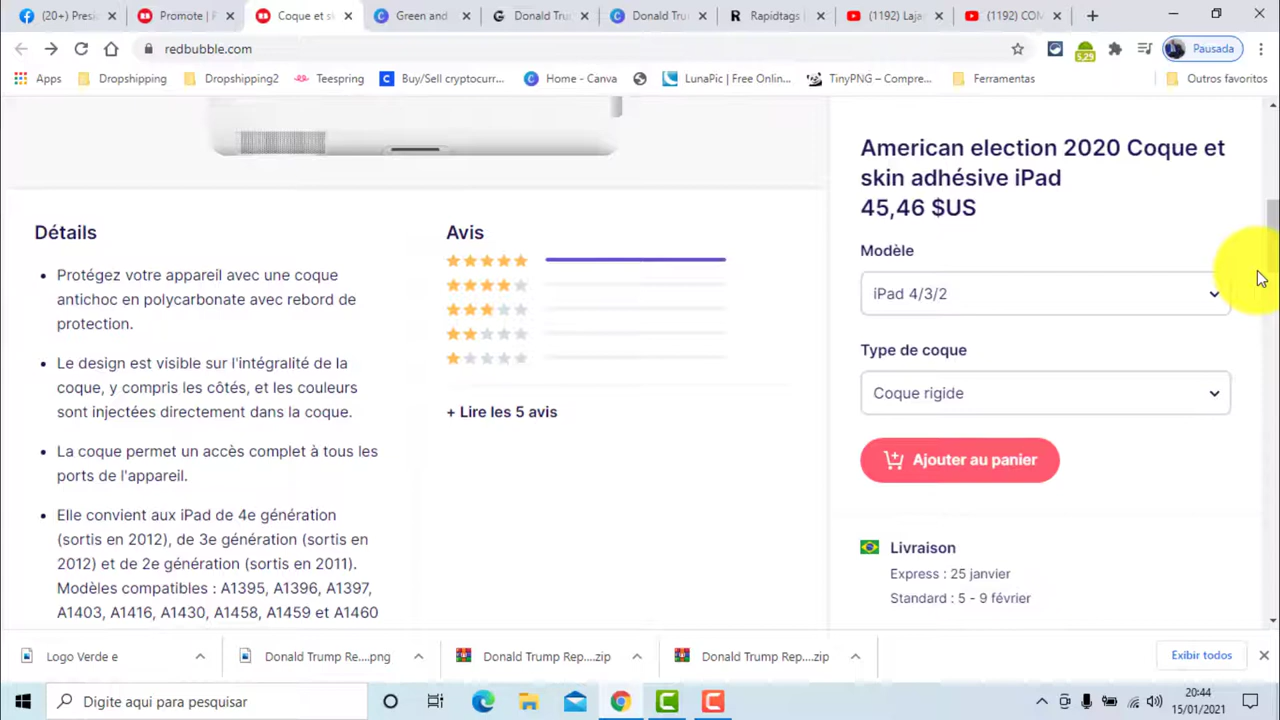 (20+) Presi
Promote |
Coque et s
Green and
Donald Trum
Donald Trum
Rapidtags
(1192) Laja
(1192) CON
redbubble.com
5.29
Pausada
Apps
Dropshipping
Dropshipping2
Teespring
Buy/Sell cryptocurr...
Home - Canva
LunaPic | Free Onlin...
TinyPNG – Compre...
Ferramentas
Outros favoritos
American election 2020 Coque et
skin adhésive iPad
45,46 $US
Modèle
iPad 4/3/2
Type de coque
Coque rigide
Ajouter au panier
Livraison
Express : 25 janvier
Standard : 5 - 9 février
Détails
Protégez votre appareil avec une coque
antichoc en polycarbonate avec rebord de
protection.
Le design est visible sur l'intégralité de la
coque, y compris les côtés, et les couleurs
sont injectées directement dans la coque.
La coque permet un accès complet à tous les
ports de l'appareil.
Elle convient aux iPad de 4e génération
(sortis en 2012), de 3e génération (sortis en
2012) et de 2e génération (sortis en 2011).
Modèles compatibles : A1395, A1396, A1397,
A1403, A1416, A1430, A1458, A1459 et A1460
Avis
+ Lire les 5 avis
Logo Verde e
Donald Trump Re....png
Donald Trump Rep....zip
Donald Trump Rep....zip
Exibir todos
Digite aqui para pesquisar
20:44
15/01/2021